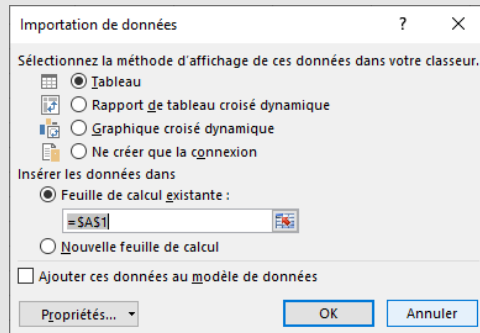 Importation de données ? ×
Sélectionnez la méthode d'affichage de ces données dans votre classeur.
Tableau
Rapport de tableau croisé dynamique
Graphique croisé dynamique
Ne créer que la connexion
Insérer les données dans
Feuille de calcul existante :
=$A$1
Nouvelle feuille de calcul
Ajouter ces données au modèle de données
Propriétés... OK Annuler